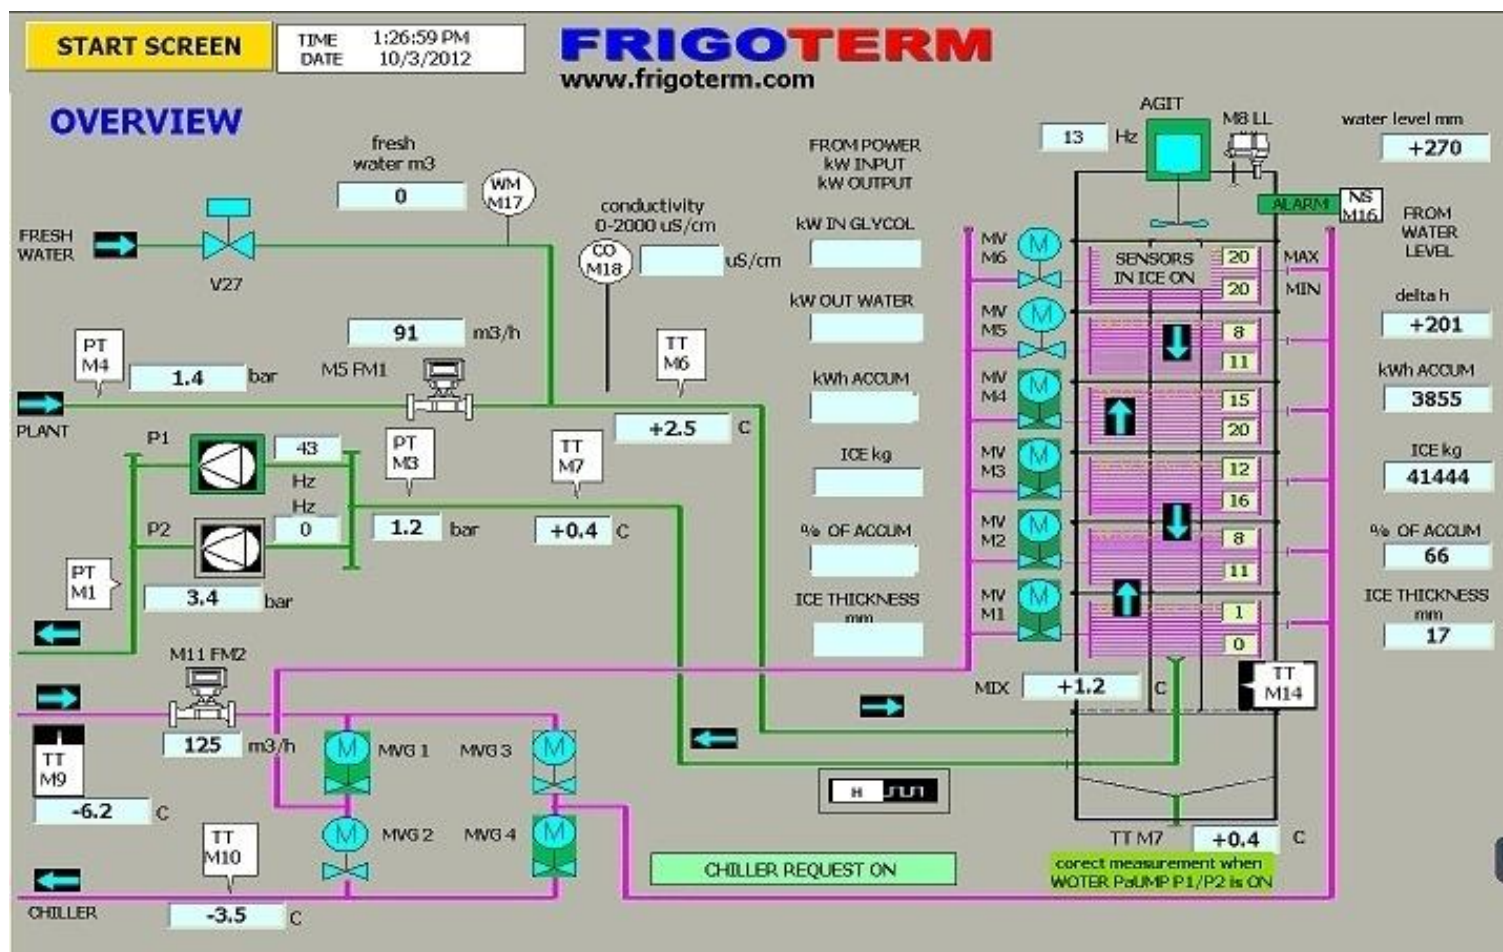 START SCREEN
TIME 1:26:59 PM
DATE 10/3/2012
FRIGOTERM
www.frigoterm.com
OVERVIEW
fresh
water m3
0
WM
M17
FRESH
WATER
V27
conductivity
0-2000 uS/cm
CO
M18
uS/cm
PT
M4
1.4 bar
91 m3/h
M5 FM1
TT
M6
+2.5 C
PLANT
P1
43
Hz
Hz
P2
0
PT
M3
1.2 bar
TT
M7
+0.4 C
PT
M1
3.4 bar
M11 FM2
125 m3/h
TT
M9
-6.2 C
TT
M10
-3.5 C
CHILLER
M
MVG 1
MVG 3
M
M
MVG 2
MVG 4
M
FROM POWER
kW INPUT
kW OUTPUT
kW IN GLYCOL
kW OUT WATER
kWh ACCUM
ICE kg
% OF ACCUM
ICE THICKNESS
mm
13 Hz
AGIT
M8 LL
ALARM
NS
M16
MV
M6
M
MV
M5
M
MV
M4
M
MV
M3
M
MV
M2
M
MV
M1
M
SENSORS
IN ICE ON
20
20
MAX
MIN
8
11
15
20
12
16
8
11
1
0
MIX +1.2 C
TT
M14
H
TT M7 +0.4 C
corect measurement when
WOTER PaUMP P1/P2 is ON
CHILLER REQUEST ON
water level mm
+270
FROM
WATER
LEVEL
delta h
+201
kWh ACCUM
3855
ICE kg
41444
% OF ACCUM
66
ICE THICKNESS
mm
17